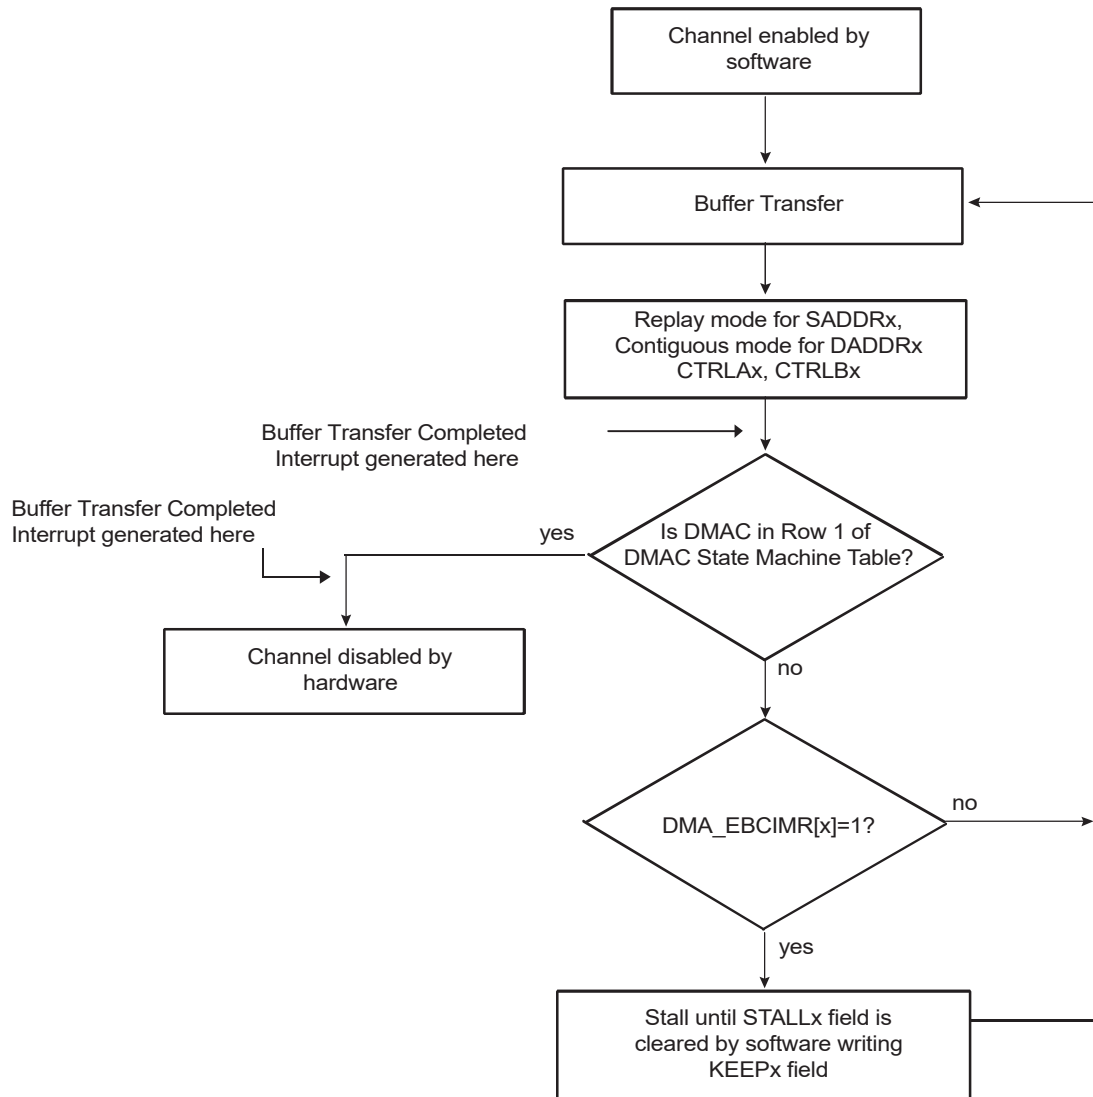 Channel enabled by
software
Buffer Transfer
Replay mode for SADDRx,
Contiguous mode for DADDRx
CTRLAx, CTRLBx
Buffer Transfer Completed
Interrupt generated here
Buffer Transfer Completed
Interrupt generated here
yes
Is DMAC in Row 1 of
DMAC State Machine Table?
Channel disabled by
hardware
no
DMA_EBCIMR[x]=1?
no
yes
Stall until STALLx field is
cleared by software writing
KEEPx field